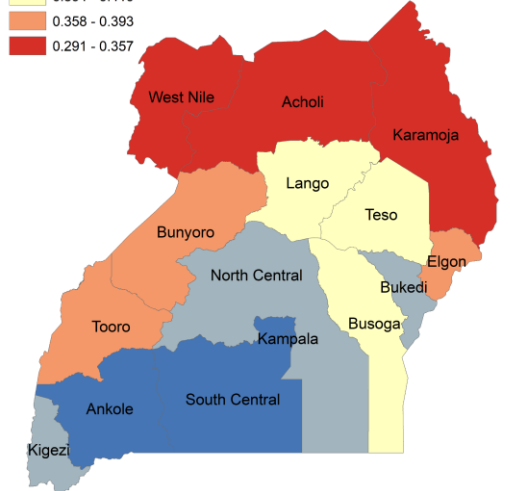 0.358 - 0.393
0.291 - 0.357
West Nile
Acholi
Karamoja
Lango
Teso
Bunyoro
Elgon
North Central
Bukedi
Tooro
Busoga
Kampala
Ankole
South Central
Kigezi